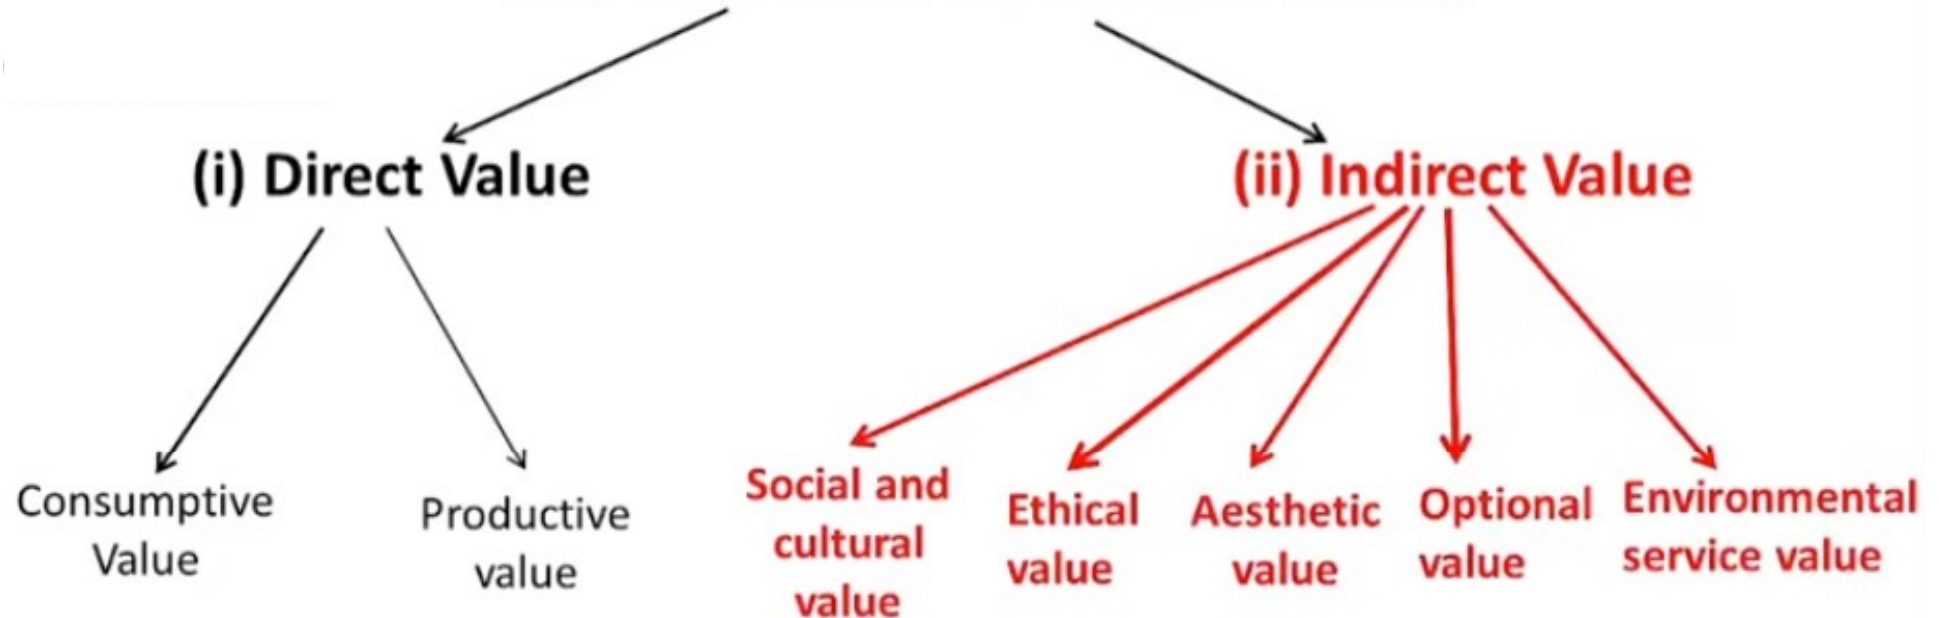 (i) Direct Value
(ii) Indirect Value
Consumptive
Value
Productive
value
Social and
cultural
value
Ethical
value
Aesthetic
value
Optional
value
Environmental
service value